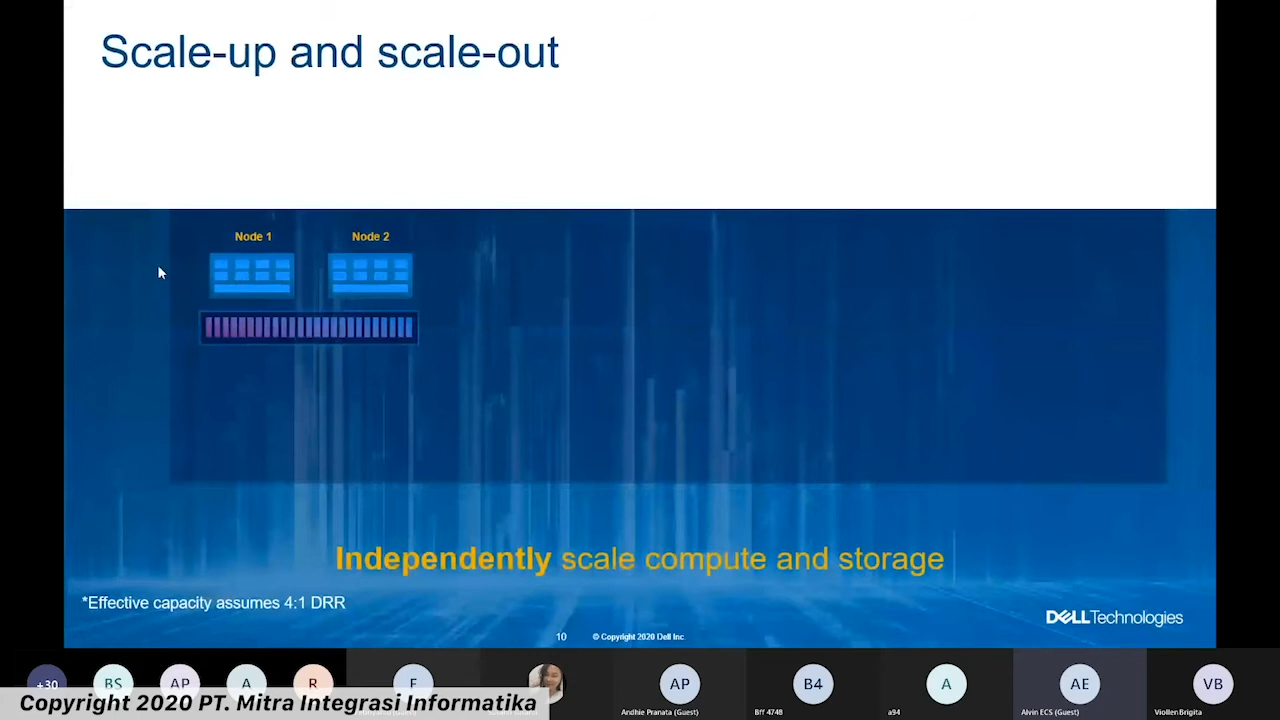 Scale-up and scale-out
Node 1
Node 2
Independently scale compute and storage
*Effective capacity assumes 4:1 DRR
DELLTechnologies
10
© Copyright 2020 Dell Inc
+30
BS
AP
A
R
F
AP
B4
A
AE
VB
Andhie Pranata (Guest)
Bff 4748
a94
Alvin ECS (Guest)
Viollen Brigita
Copyright 2020 PT. Mitra Integrasi Informatika